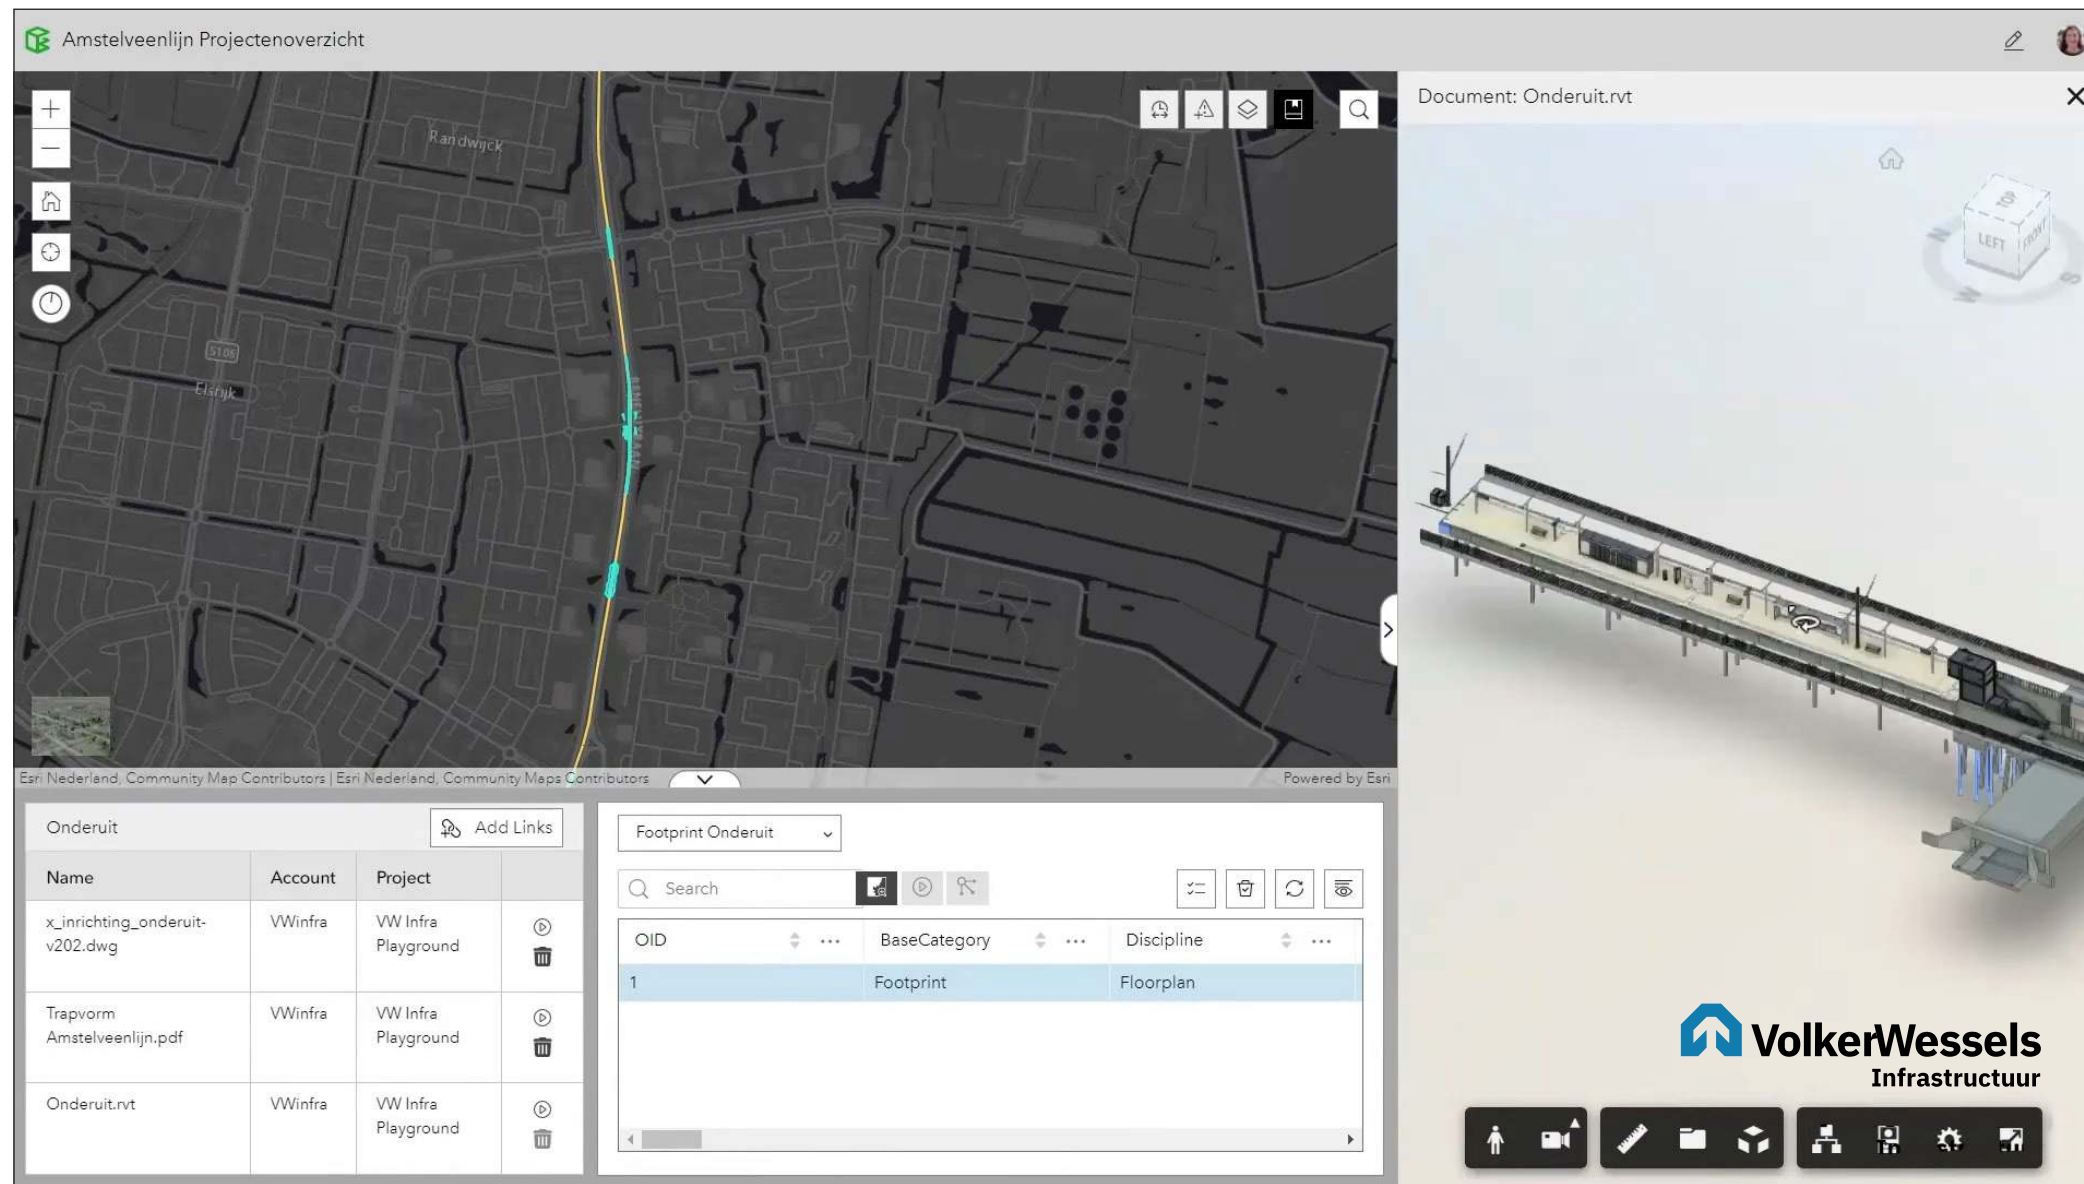 Amstelveenlijn Projectenoverzicht
Document: Onderuit.rvt
Randwijck
S108
Elsrijk
TOP
LEFT
FRONT
Esri Nederland, Community Map Contributors | Esri Nederland, Community Maps Contributors
Powered by Esri
Onderuit
Add Links
Name Account Project
x_inrichting_onderuit-
v202.dwg
VWinfra
VW Infra
Playground
Trapvorm
Amstelveenlijn.pdf
VWinfra
VW Infra
Playground
Onderuit.rvt
VWinfra
VW Infra
Playground
Footprint Onderuit
Search
OID BaseCategory Discipline
1 Footprint Floorplan
VolkerWessels
Infrastructuur